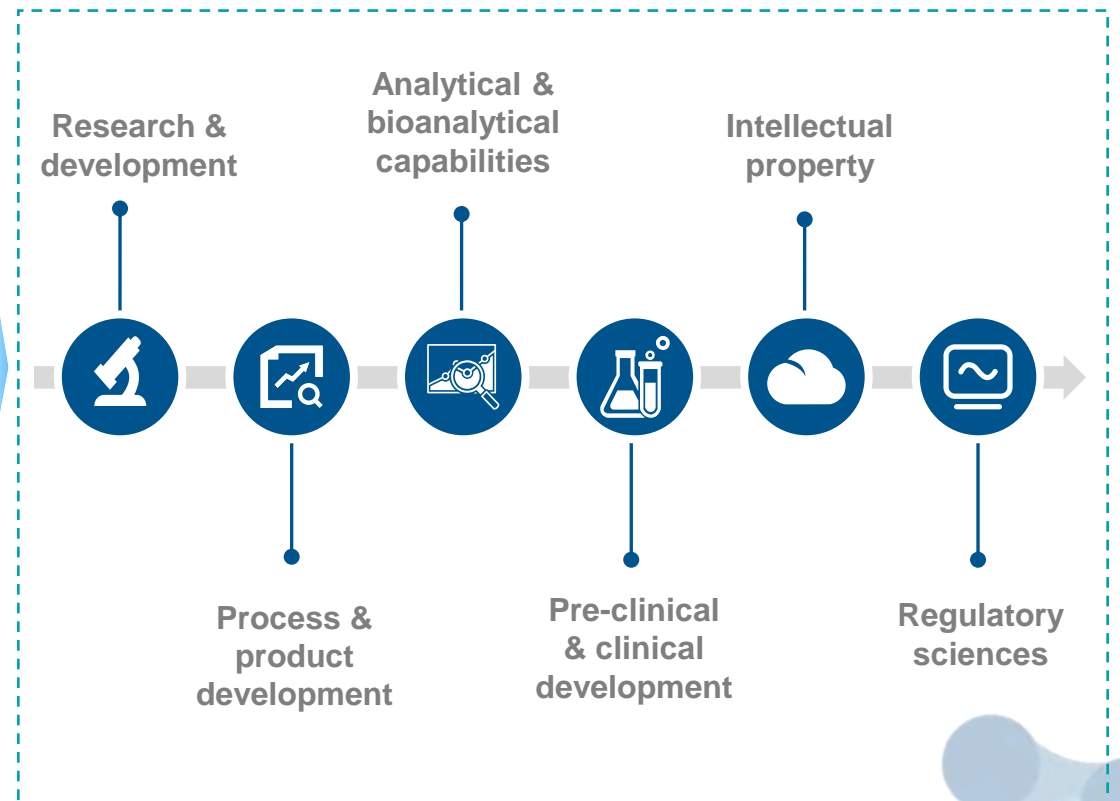 Research &
development
Analytical &
bioanalytical
capabilities
Intellectual
property
Process &
product
development
Pre-clinical
& clinical
development
Regulatory
sciences